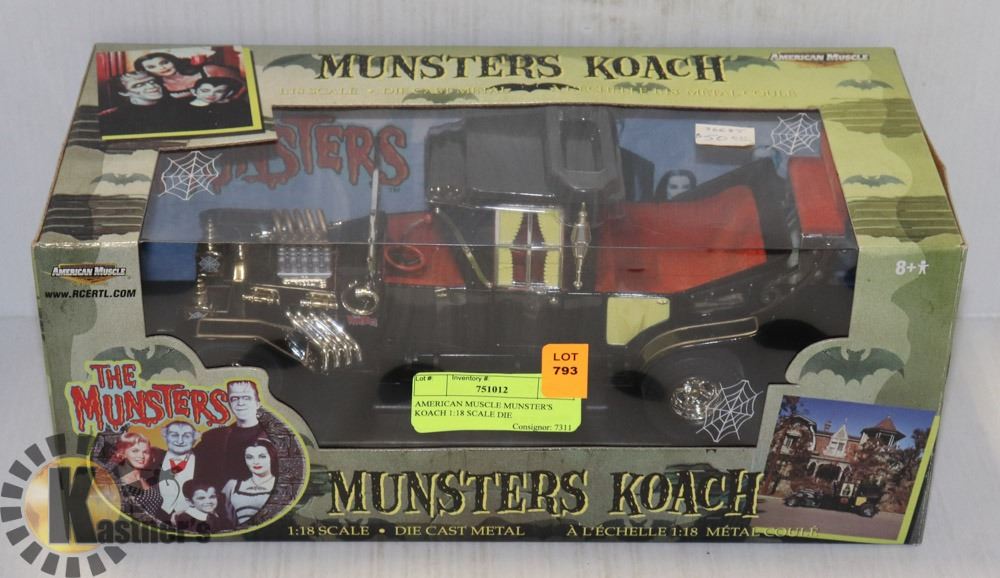 MUNSTERS KOACH
AMERICAN MUSCLE
1:18 SCALE • DIE CAST METAL • À L'ÉCHELLE 1:18 MÉTAL COULÉ
MUNSTERS
AMERICAN MUSCLE
WWW.RCERTL.COM
8+
THE
MUNSTERS
LOT
793
Lot #: Inventory #:
751012
AMERICAN MUSCLE MUNSTER'S
KOACH 1:18 SCALE DIE
Consignor: 7311
MUNSTERS KOACH
1:18 SCALE • DIE CAST METAL À L'ÉCHELLE 1:18 MÉTAL COULÉ
Kastner's